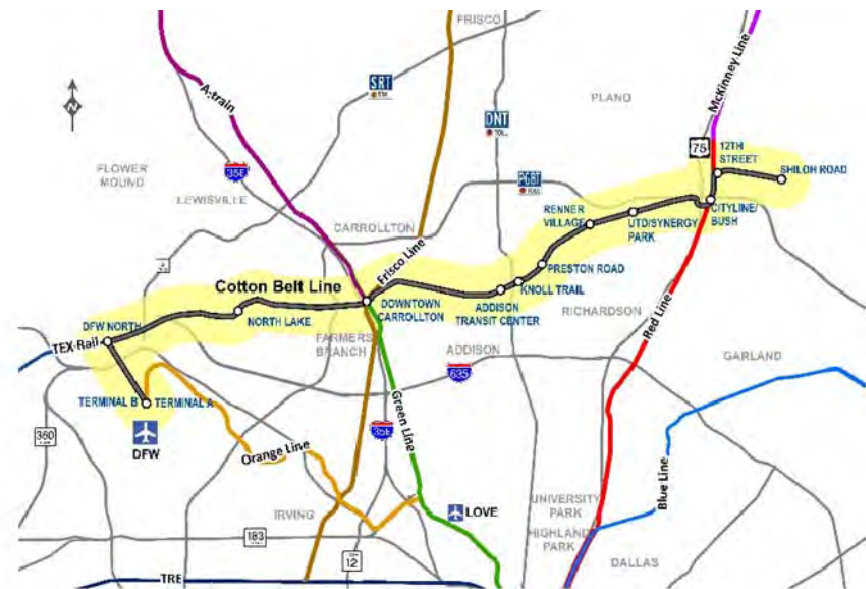 FRISCO
McKinney Line
A-train
SRT
PLANO
DNT
75
12TH
STREET
SHILOH ROAD
FLOWER
MOUND
35E
LEWISVILLE
PGBT
RENNER
VILLAGE
CITYLINE/
BUSH
UTD/SYNERGY
PARK
CARROLLTON
Frisco Line
PRESTON ROAD
Cotton Belt Line
KNOLL TRAIL
DOWNTOWN
CARROLLTON
ADDISON
TRANSIT CENTER
RICHARDSON
NORTH LAKE
DFW NORTH
TEX Rail
FARMERS
BRANCH
ADDISON
Red Line
GARLAND
635
TERMINAL B
TERMINAL A
Green Line
DFW
360
Orange Line
35E
Blue Line
UNIVERSITY
PARK
IRVING
LOVE
HIGHLAND
PARK
183
12
DALLAS
TRE